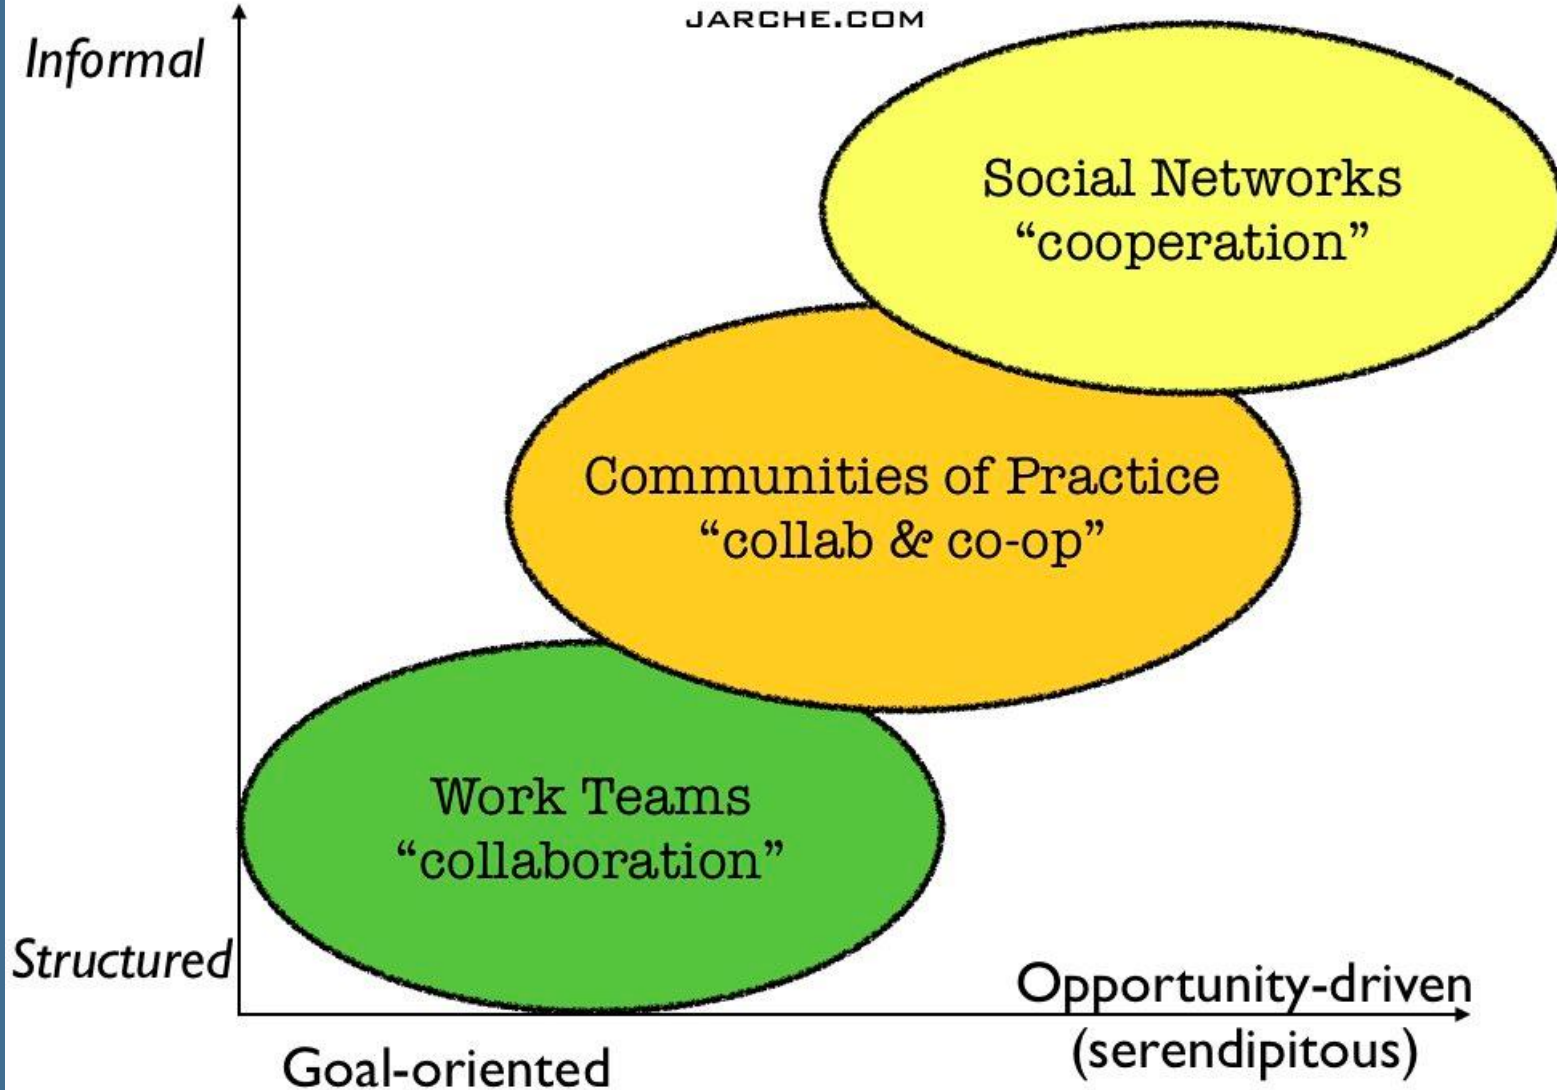 JARCHE.COM
Informal
Social Networks
“cooperation”
Communities of Practice
“collab & co-op”
Work Teams
“collaboration”
Structured
Opportunity-driven
(serendipitous)
Goal-oriented